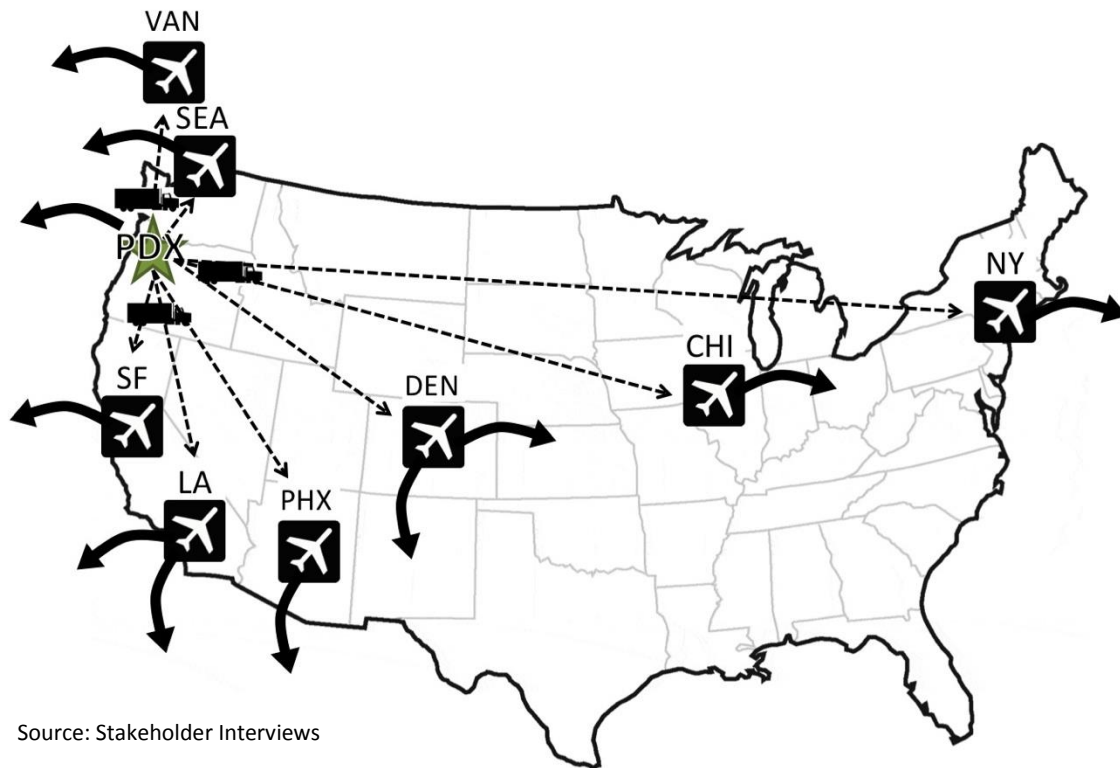 VAN
SEA
PDX
NY
CHI
SF
DEN
LA
PHX
Source: Stakeholder Interviews